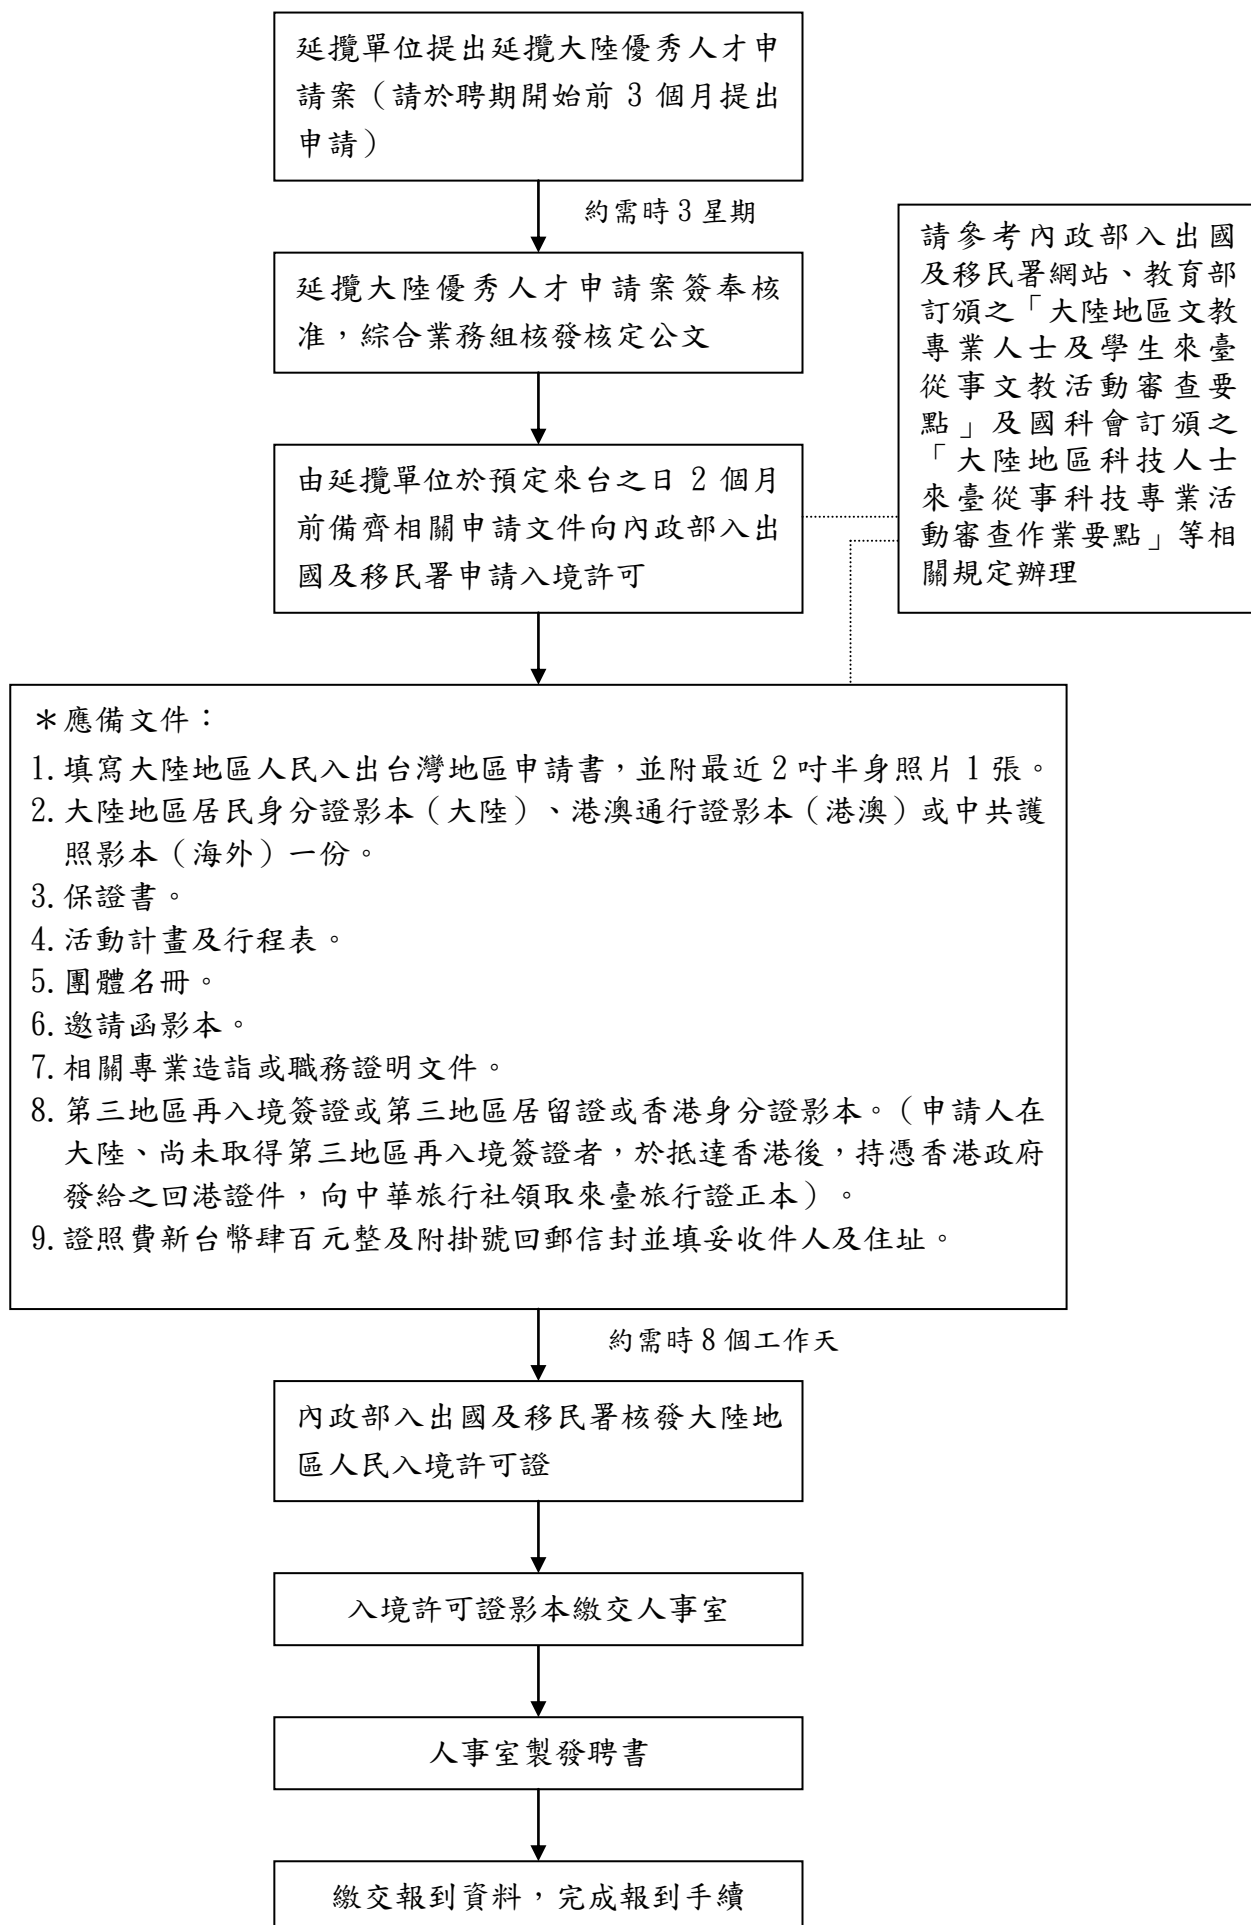 延攬單位提出延攬大陸優秀人才申
請案（請於聘期開始前 3 個月提出
申請）
約需時 3 星期
延攬大陸優秀人才申請案簽奉核
准，綜合業務組核發核定公文
請參考內政部入出國
及移民署網站、教育部
訂頒之「大陸地區文教
專業人士及學生來臺
從事文教活動審查要
點」及國科會訂頒之
「大陸地區科技人士
來臺從事科技專業活
動審查作業要點」等相
關規定辦理
由延攬單位於預定來台之日 2 個月
前備齊相關申請文件向內政部入出
國及移民署申請入境許可
＊應備文件：
1.填寫大陸地區人民入出台灣地區申請書，並附最近 2 吋半身照片 1 張。
2.大陸地區居民身分證影本（大陸）、港澳通行證影本（港澳）或中共護
照影本（海外）一份。
3.保證書。
4.活動計畫及行程表。
5.團體名冊。
6.邀請函影本。
7.相關專業造詣或職務證明文件。
8.第三地區再入境簽證或第三地區居留證或香港身分證影本。（申請人在
大陸、尚未取得第三地區再入境簽證者，於抵達香港後，持憑香港政府
發給之回港證件，向中華旅行社領取來臺旅行證正本）。
9.證照費新台幣肆百元整及附掛號回郵信封並填妥收件人及住址。
約需時 8 個工作天
內政部入出國及移民署核發大陸地
區人民入境許可證
入境許可證影本繳交人事室
人事室製發聘書
繳交報到資料，完成報到手續